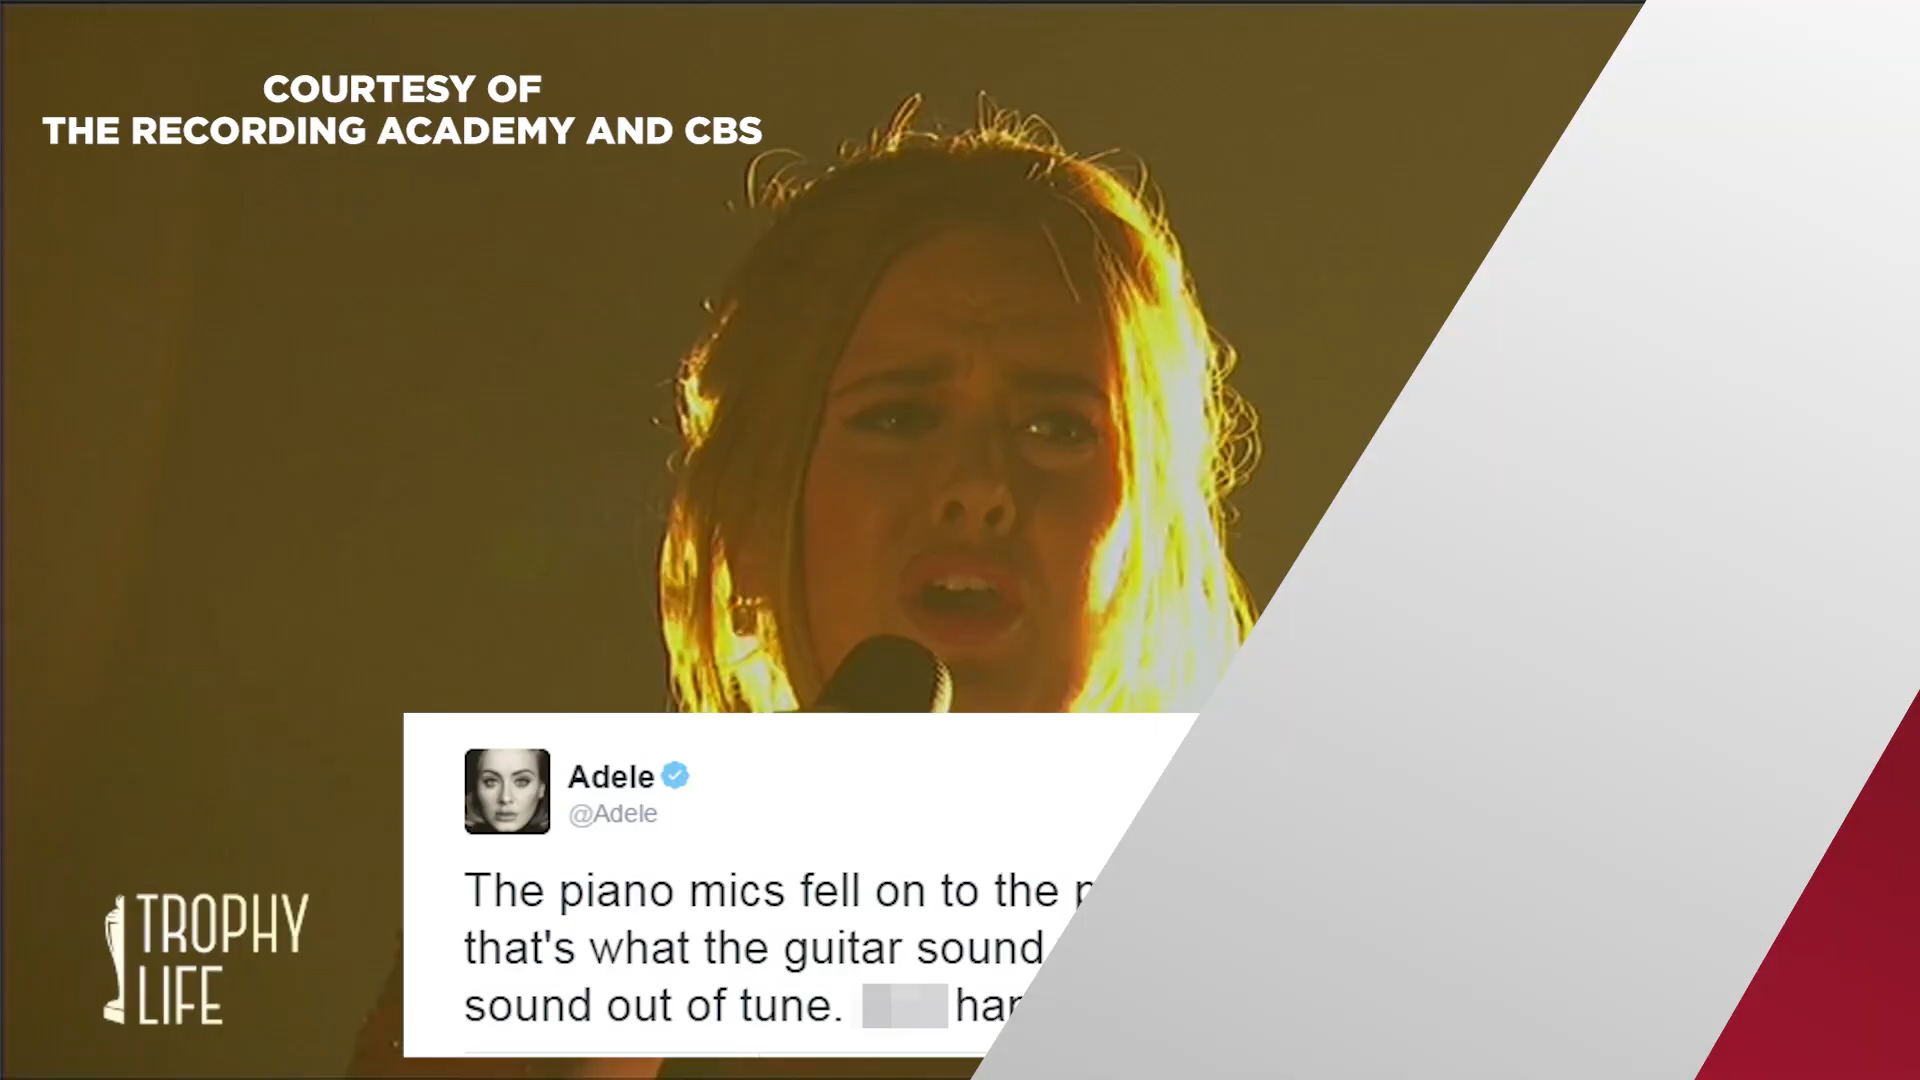 COURTESY OF
THE RECORDING ACADEMY AND CBS
Adele
@Adele
The piano mics fell on to the
that's what the guitar sound
sound out of tune.
TROPHY
LIFE